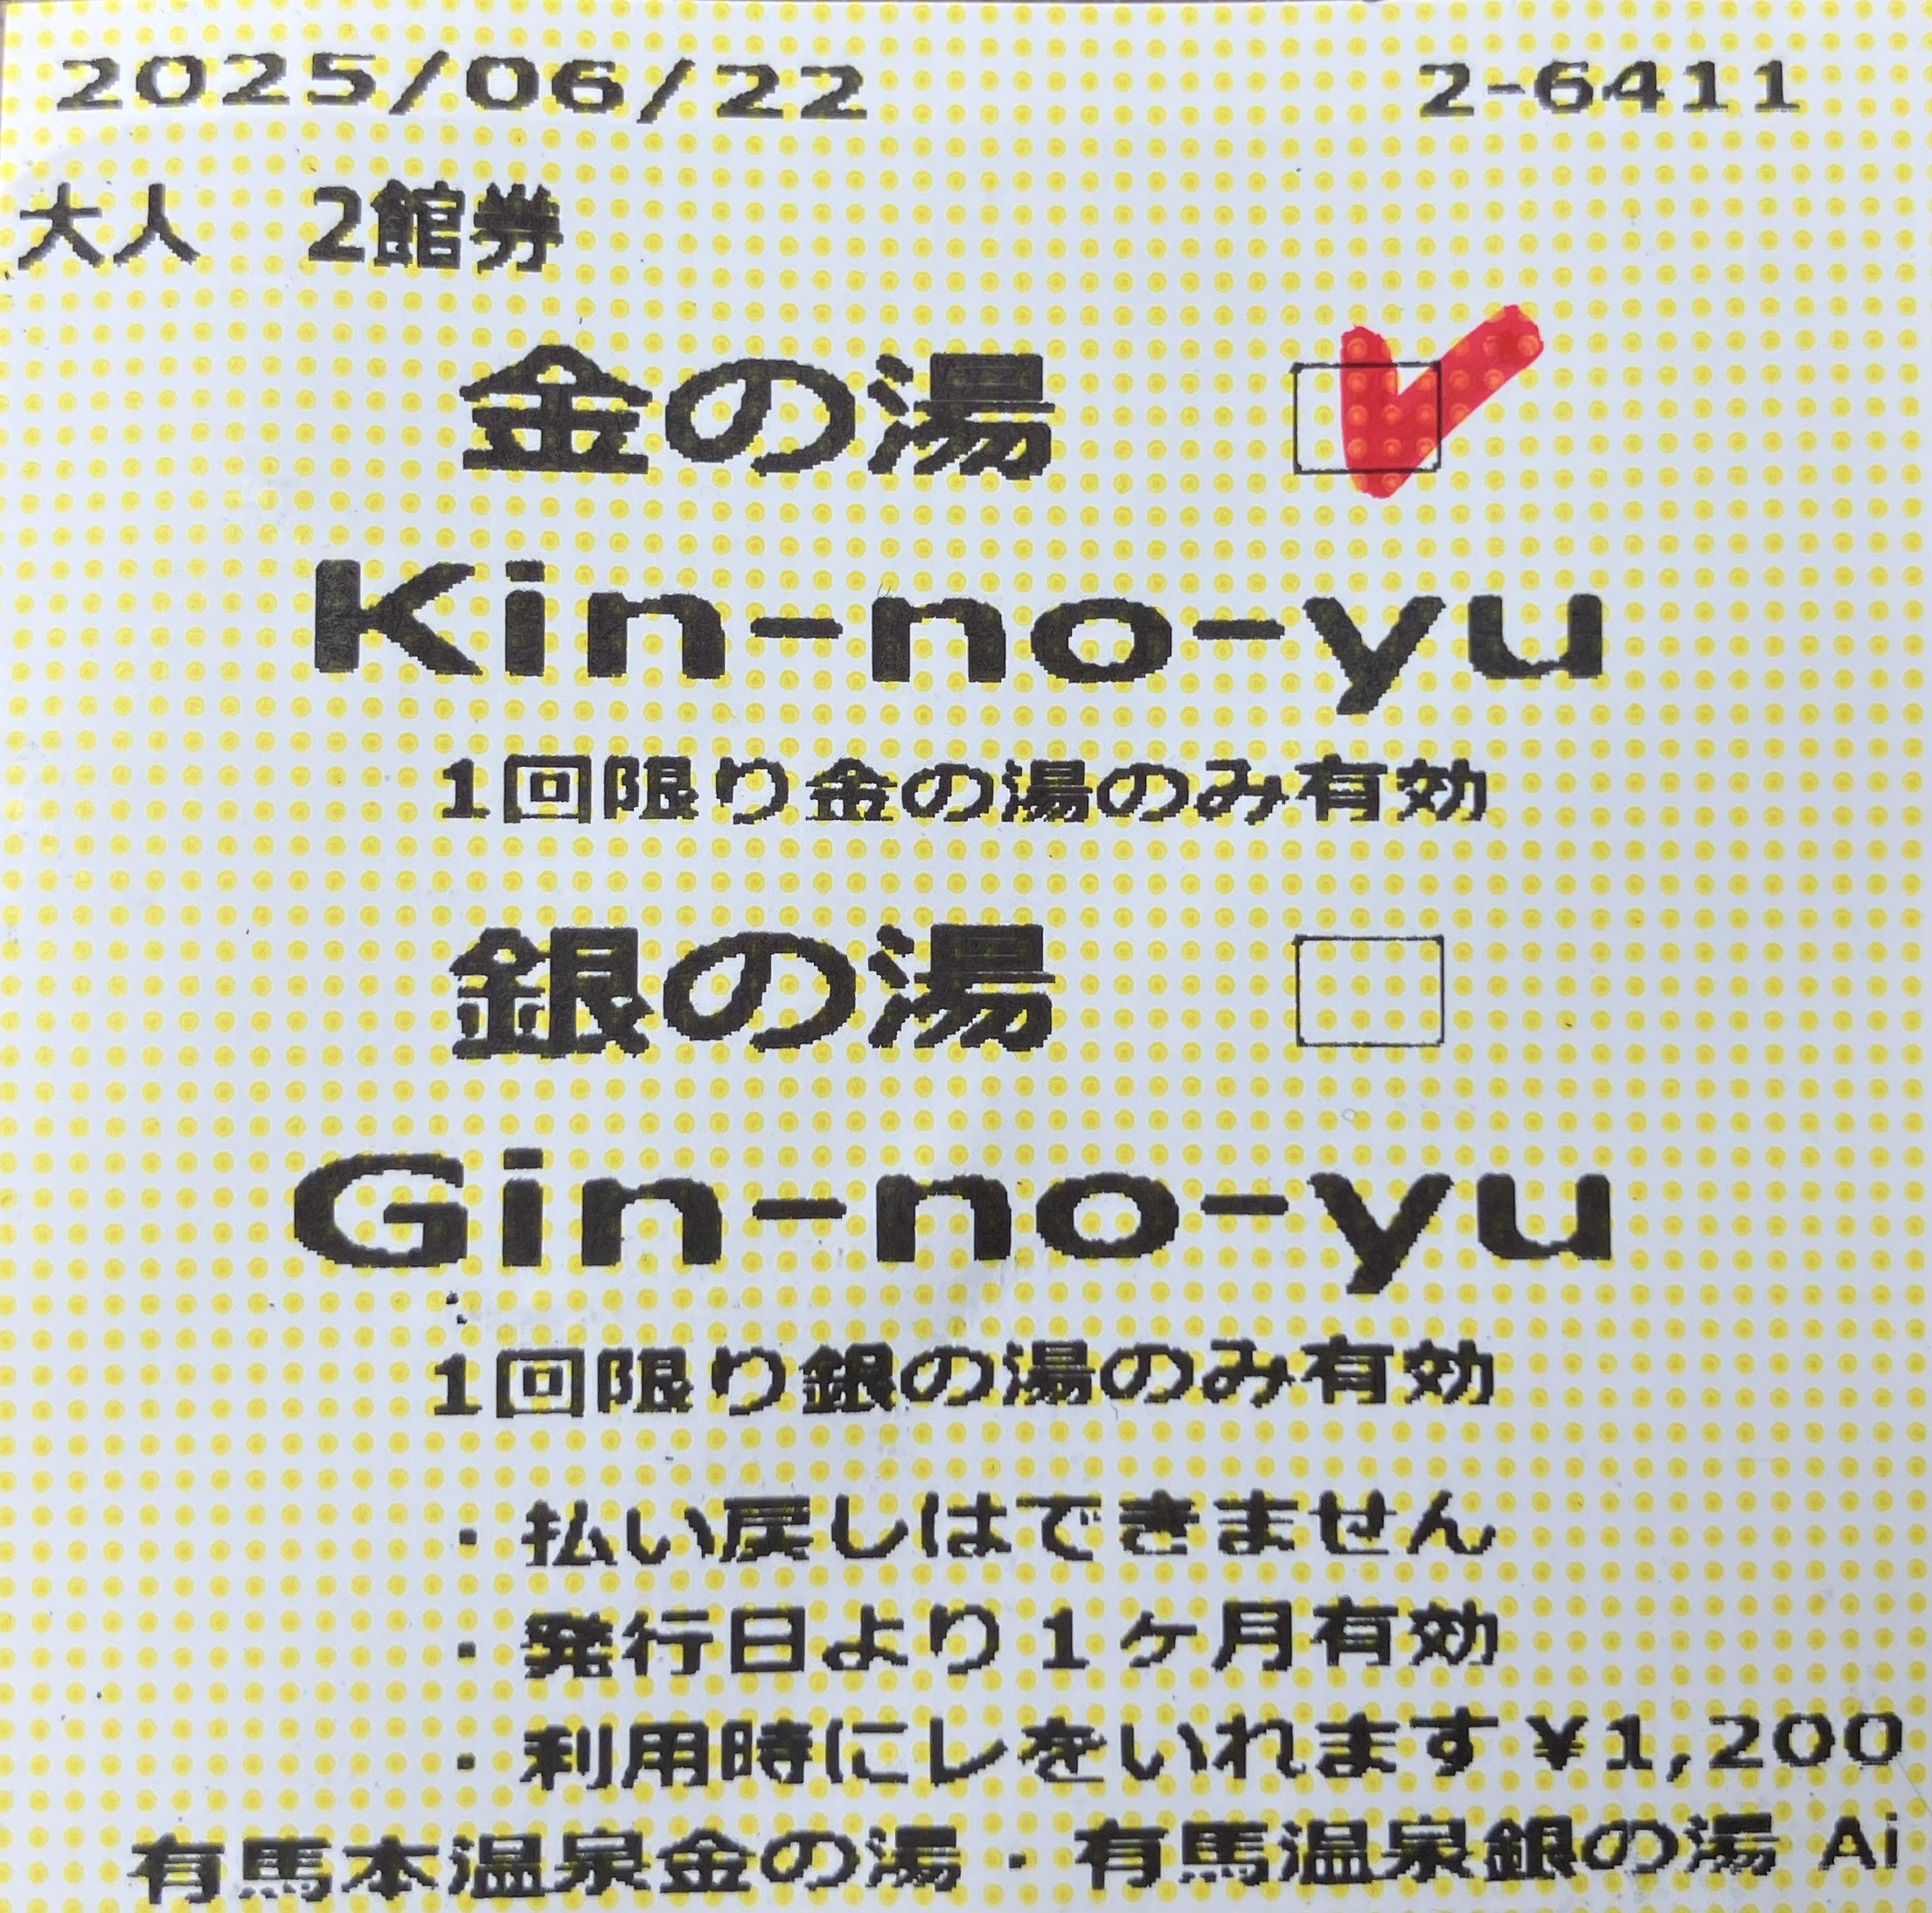 2025/06/22 2-6411
大人 2館券
金の湯
Kin-no-yu
1回限り金の湯のみ有効
銀の湯
Gin-no-yu
1回限り銀の湯のみ有効
・払い戻しはできません
・発行日より1ヶ月有効
・利用時にレをいれます ¥1,200
有馬本温泉金の湯・有馬温泉銀の湯 Ai